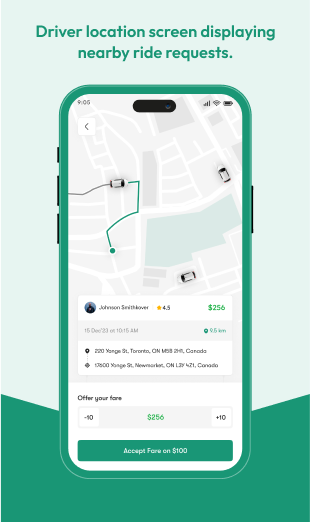 Driver location screen displaying
nearby ride requests.
9:05
Johnson Smithkover
4.5
$256
15 Dec'23 at 10:15 AM
9.5 km
220 Yonge St, Toronto, ON M5B 2H1, Canada
17600 Yonge St, Newmarket, ON L3Y 4Z1, Canada
Offer your fare
-10
$256
+10
Accept Fare on $100